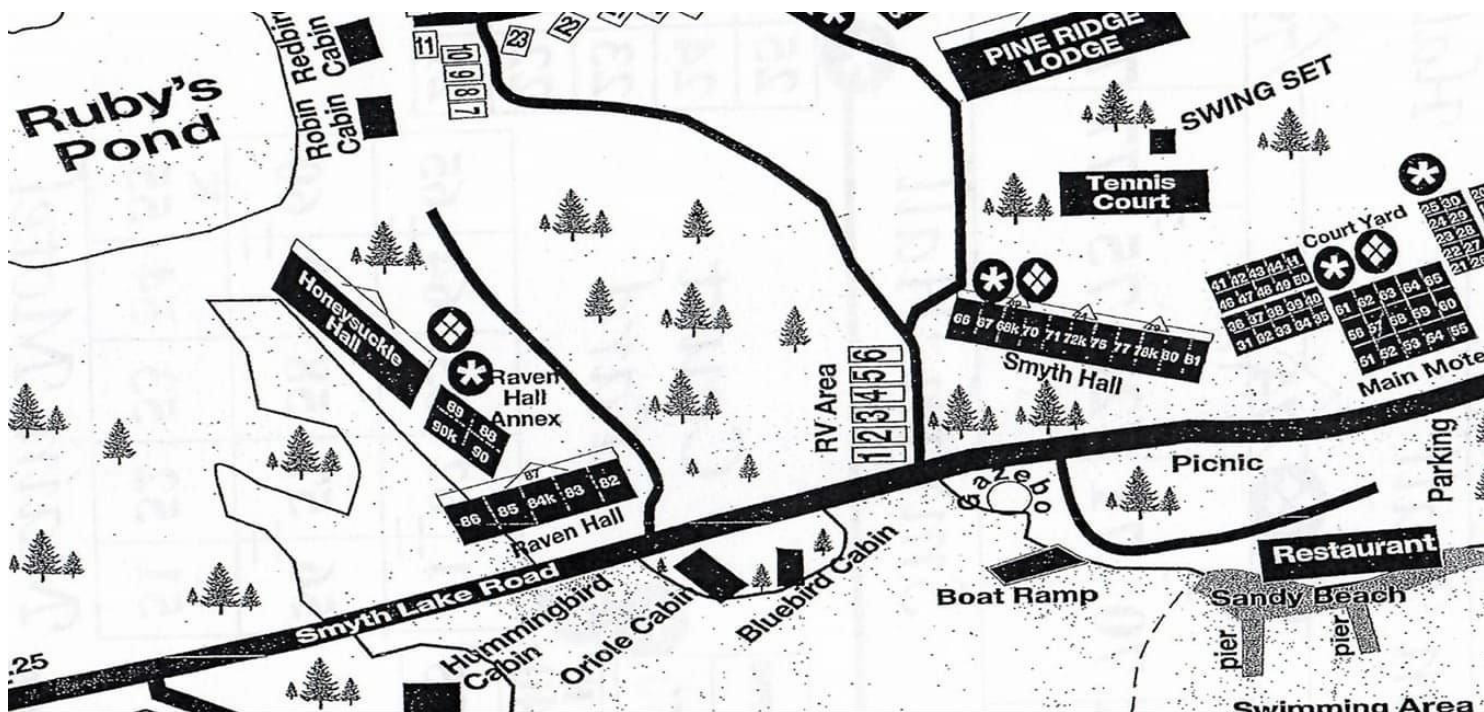 Redbird
Cabin
11
10
9
8
7
23
22
PINE RIDGE
LODGE
Ruby's
Pond
Robin
Cabin
SWING SET
Tennis
Court
Court Yard
25 30
24 29
23 28
22 27
21 26
41 42 43 44 11
46 47 48 49 50
36 37 38 39 40
31 32 33 34 35
61 62 63 64 65
56 57 58 59 60
51 52 53 54 55
Main Mote
Honeysuckle
Hall
66 67 68k 70 71 72k 75 77 78k 80 81
Smyth Hall
Raven
Hall
Annex
89 88
90k 90
RV Area
6
5
4
3
2
1
87
86 85 84k 83 82
Raven Hall
Gazebo
Picnic
Parking
Restaurant
Boat Ramp
Sandy Beach
pier
pier
Smyth Lake Road
Hummingbird
Cabin
Oriole Cabin
Bluebird Cabin
-25
Swimming Area